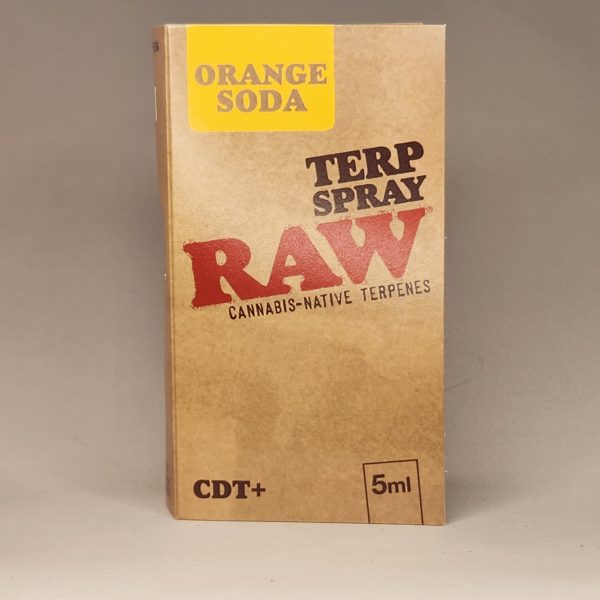 ORANGE
SODA
TERP
SPRAY
RAW®
CANNABIS-NATIVE TERPENES
CDT+
5ml